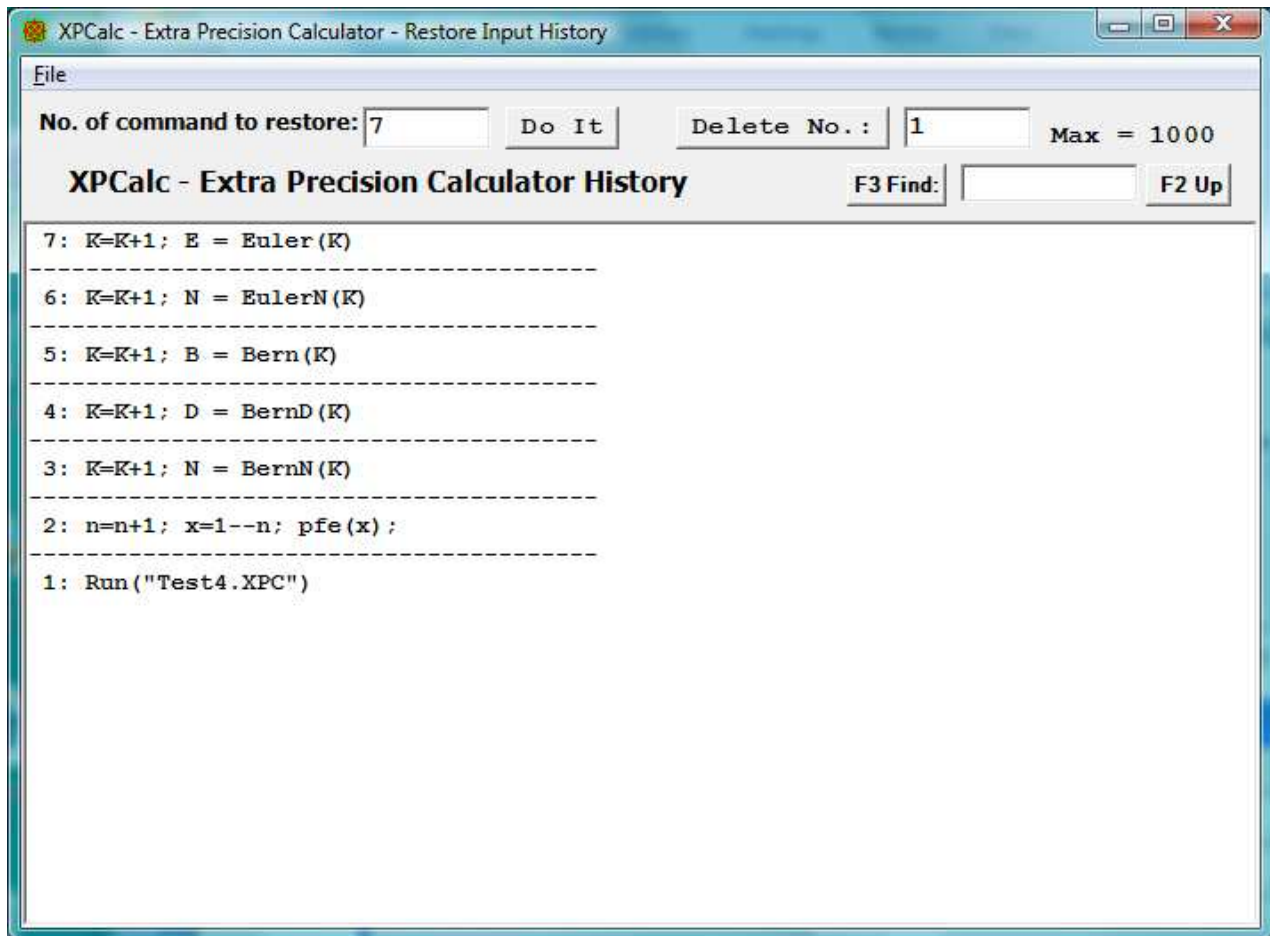 XPCalc - Extra Precision Calculator - Restore Input History
File
No. of command to restore: 7 Do It Delete No.: 1 Max = 1000
XPCalc - Extra Precision Calculator History F3 Find: F2 Up
7: K=K+1; E = Euler(K)
----------------------------------------
6: K=K+1; N = EulerN(K)
----------------------------------------
5: K=K+1; B = Bern(K)
----------------------------------------
4: K=K+1; D = BernD(K)
----------------------------------------
3: K=K+1; N = BernN(K)
----------------------------------------
2: n=n+1; x=1--n; pfe(x);
----------------------------------------
1: Run("Test4.XPC")